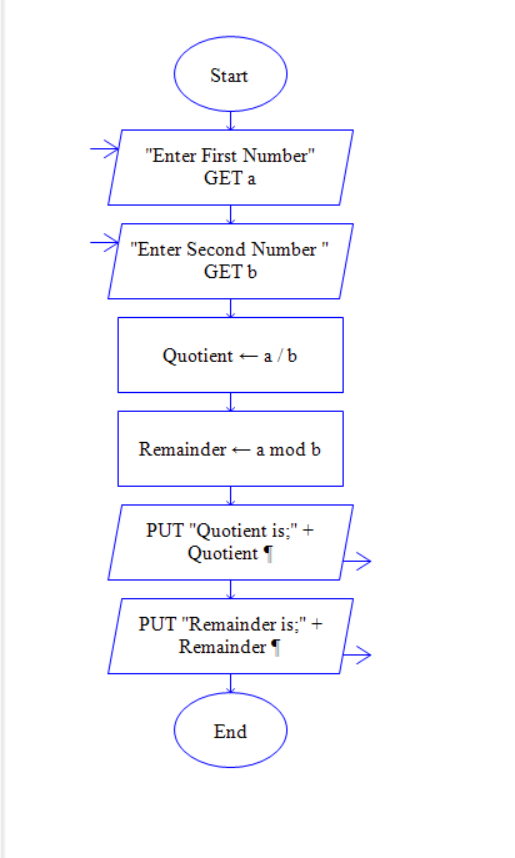 Start
"Enter First Number"
GET a
"Enter Second Number "
GET b
Quotient ← a / b
Remainder ← a mod b
PUT "Quotient is;" +
Quotient ¶
PUT "Remainder is;" +
Remainder ¶
End